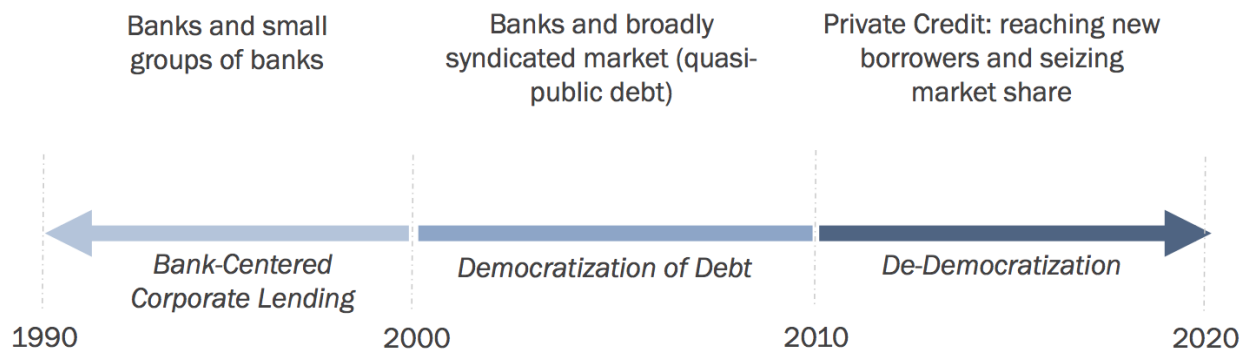 Banks and small
groups of banks
Banks and broadly
syndicated market (quasi-
public debt)
Private Credit: reaching new
borrowers and seizing
market share
Bank-Centered
Corporate Lending
Democratization of Debt
De-Democratization
1990
2000
2010
2020